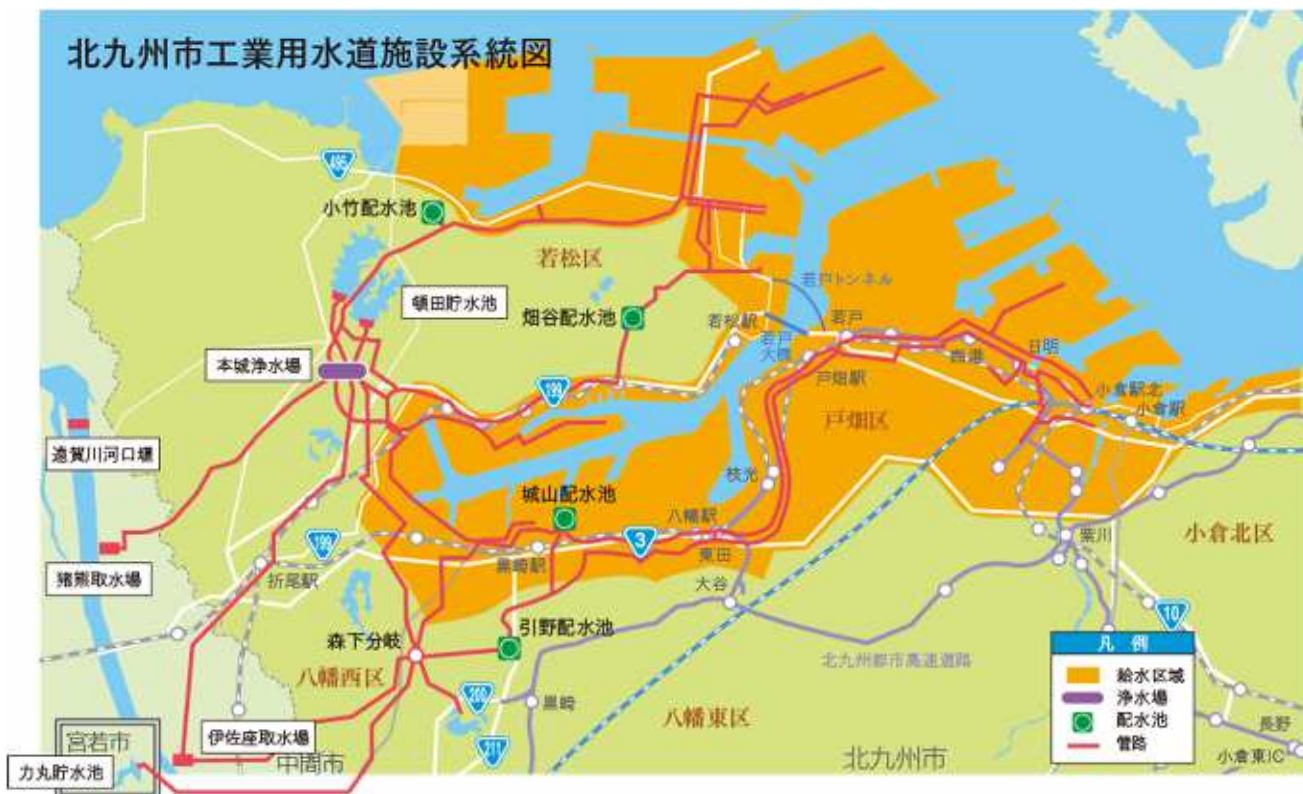 北九州市工業用水道施設系統図
495
小竹配水池
若松区
頓田貯水池
畑谷配水池
若戸トンネル
若松駅
若戸
若戸
大橋
本城浄水場
戸畑駅
西港
日明
小倉駅北
小倉駅
199
戸畑区
遠賀川河口堰
枝光
城山配水池
八幡駅
3
199
黒崎駅
東田
折尾駅
大谷
猪熊取水場
小倉北区
引野配水池
森下分岐
八幡西区
北九州都市高速道路
10
凡 例
給水区域
浄水場
配水池
管路
200
黒崎
八幡東区
211
伊佐座取水場
宮若市
力丸貯水池
中間市
北九州市
長野
小倉東IC